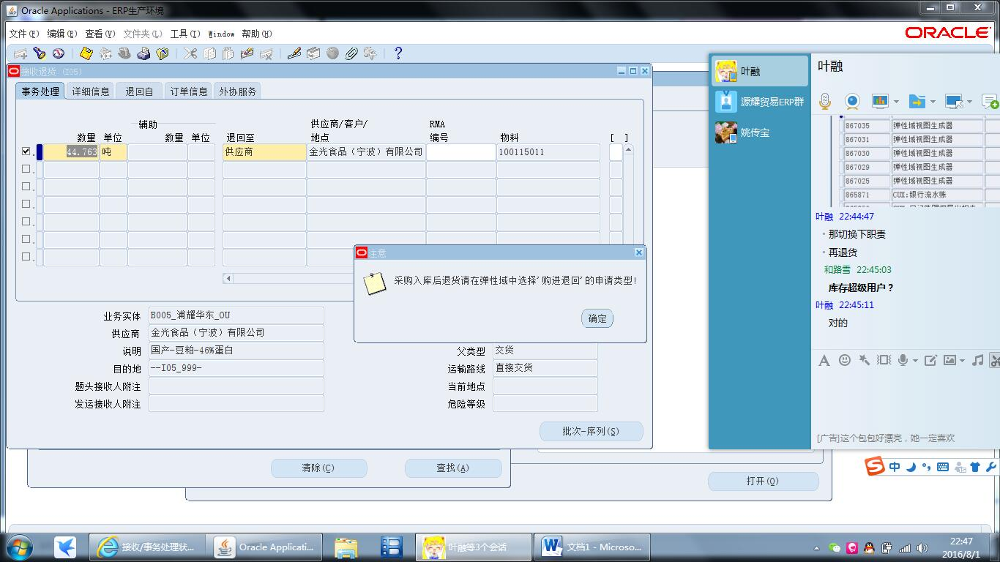 Oracle Applications - ERP生产环境
文件(F) 编辑(E) 查看(V) 文件夹(L) 工具(T) Window 帮助(H)
ORACLE
接收退货 (I05)
事务处理 详细信息 退回自 订单信息 外协服务
辅助
供应商/客户/ RMA
数量 单位 数量 单位 退回至 地点 编号 物料 [ ]
44.763 吨 供应商 金光食品（宁波）有限公司 100115011
注意
采购入库后退货请在弹性域中选择'购进退回'的申请类型!
确定
业务实体 B005_浦耀华东_OU
供应商 金光食品（宁波）有限公司
说明 国产-豆粕-46%蛋白
目的地 --I05_999-
题头接收人附注
发运接收人附注
父类型 交货
运输路线 直接交货
当前地点
危险等级
批次-序列(S)
清除(C) 查找(A)
打开(O)
叶融
源耀贸易ERP群
姚传宝
叶融
867035 弹性域视图生成器
867031 弹性域视图生成器
867030 弹性域视图生成器
867029 弹性域视图生成器
867025 弹性域视图生成器
865871 CUX:银行流水账
叶融 22:44:47
那切换下职责
再退货
和路雪 22:45:03
库存超级用户？
叶融 22:45:11
对的
[广告]这个包包好漂亮，她一定喜欢
中
接收/事务处理状...
Oracle Applicati...
叶融等3个会话
文档1 - Microso...
22:47
2016/8/1